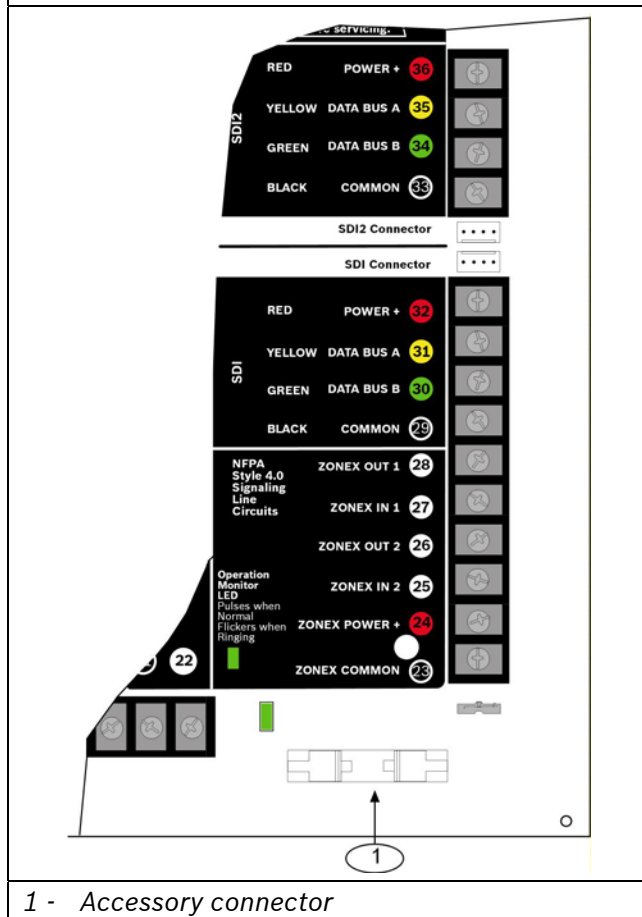 servicing.
SDI2
RED POWER + 36
YELLOW DATA BUS A 35
GREEN DATA BUS B 34
BLACK COMMON 33
SDI2 Connector
SDI Connector
SDI
RED POWER + 32
YELLOW DATA BUS A 31
GREEN DATA BUS B 30
BLACK COMMON 29
NFPA
Style 4.0
Signaling
Line
Circuits
ZONEX OUT 1 28
ZONEX IN 1 27
ZONEX OUT 2 26
ZONEX IN 2 25
Operation
Monitor
LED
Pulses when
Normal
Flickers when
Ringing
ZONEX POWER + 24
ZONEX COMMON 23
22
1
1 - Accessory connector